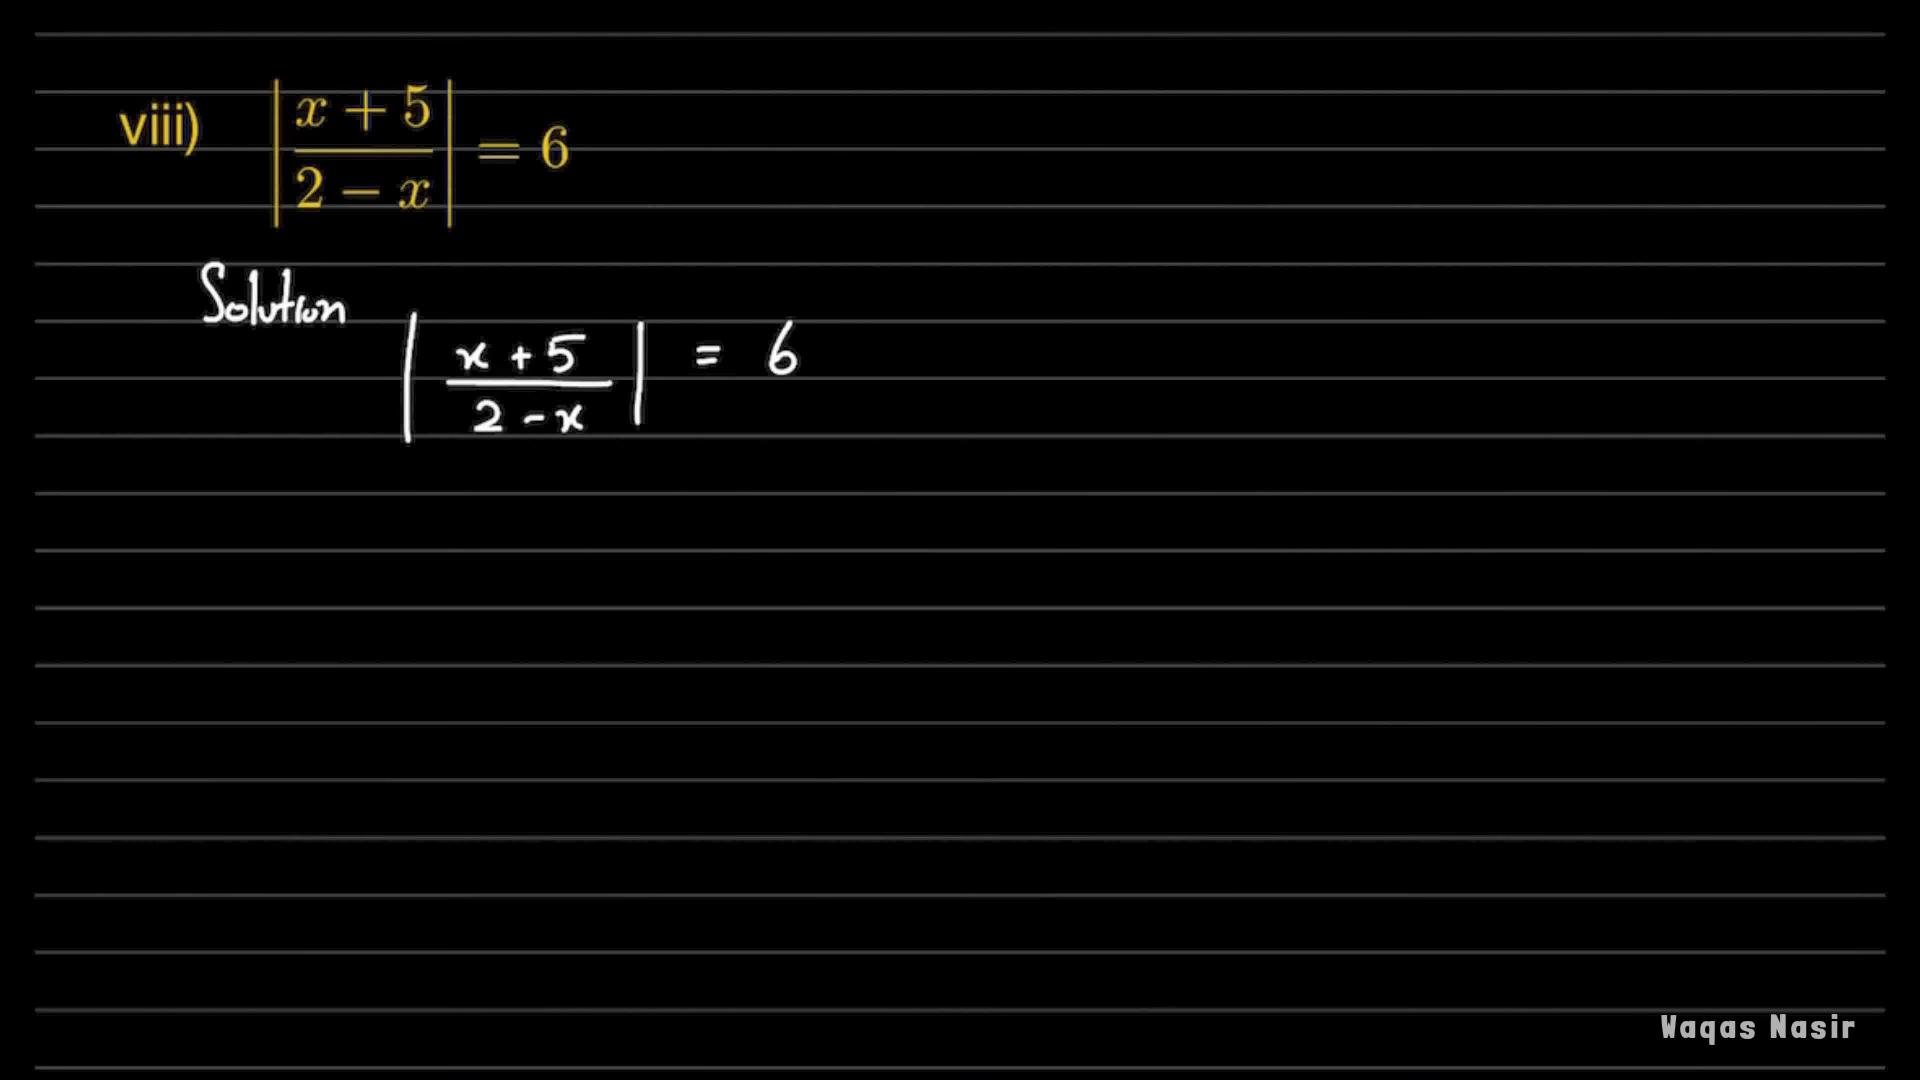 viii) |x + 5 / 2 − x| = 6
Solution
|x + 5 / 2 - x| = 6
Waqas Nasir